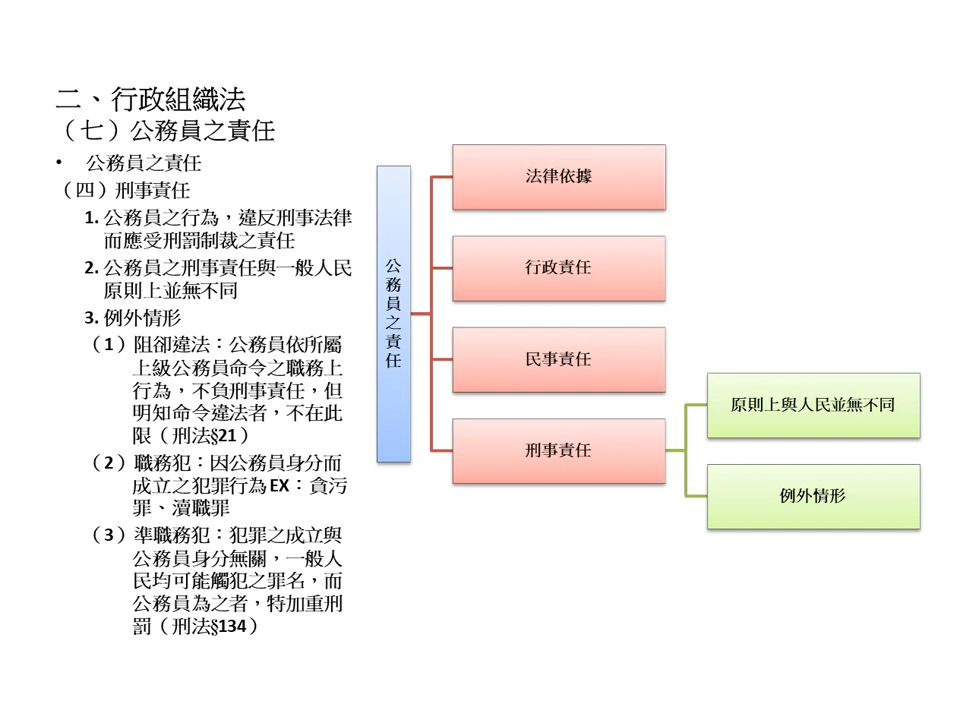 二、行政組織法
（七）公務員之責任
• 公務員之責任
（四）刑事責任
1. 公務員之行為，違反刑事法律
而應受刑罰制裁之責任
2. 公務員之刑事責任與一般人民
原則上並無不同
3. 例外情形
（1）阻卻違法：公務員依所屬
上級公務員命令之職務上
行為，不負刑事責任，但
明知命令違法者，不在此
限（刑法§21）
（2）職務犯：因公務員身分而
成立之犯罪行為EX：貪污
罪、瀆職罪
（3）準職務犯：犯罪之成立與
公務員身分無關，一般人
民均可能觸犯之罪名，而
公務員為之者，特加重刑
罰（刑法§134）
公務員之責任
法律依據
行政責任
民事責任
刑事責任
原則上與人民並無不同
例外情形